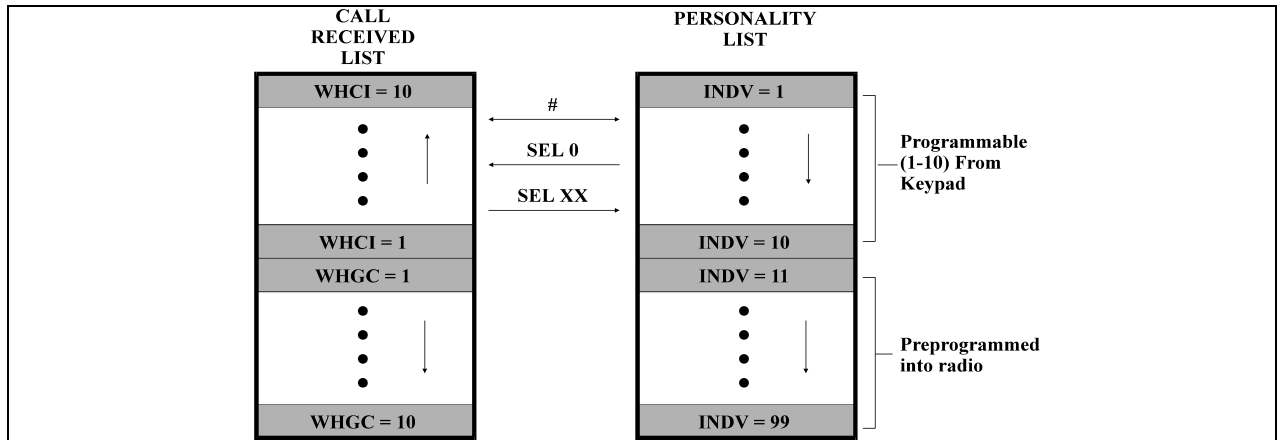 CALL
RECEIVED
LIST
PERSONALITY
LIST
WHCI = 10
#
SEL 0
SEL XX
INDV = 1
Programmable
(1-10) From
Keypad
WHCI = 1
INDV = 10
WHGC = 1
INDV = 11
Preprogrammed
into radio
WHGC = 10
INDV = 99